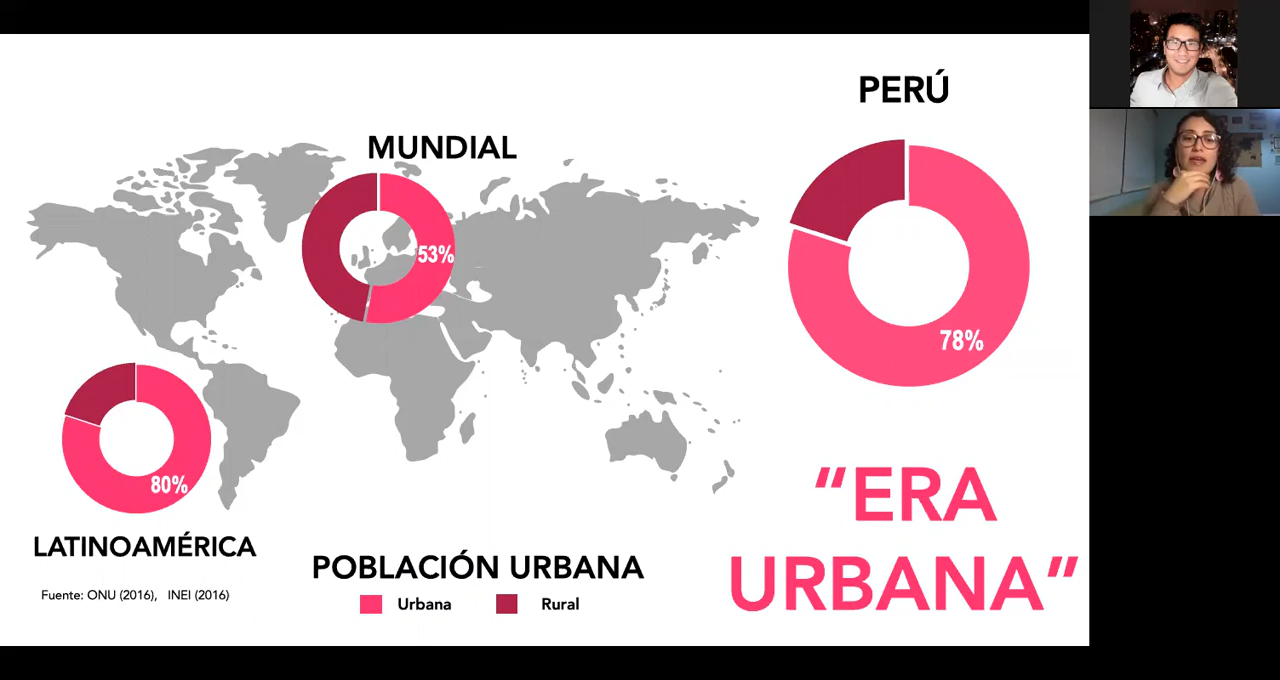 PERÚ
MUNDIAL
53%
78%
80%
LATINOAMÉRICA
Fuente: ONU (2016), INEI (2016)
POBLACIÓN URBANA
Urbana
Rural
“ERA
URBANA”